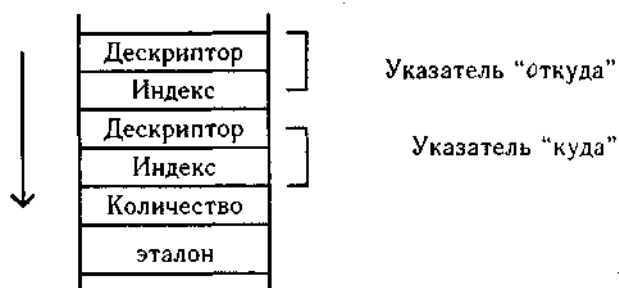 Дескриптор
Индекс
Указатель “откуда”
Дескриптор
Индекс
Указатель “куда”
Количество
эталон